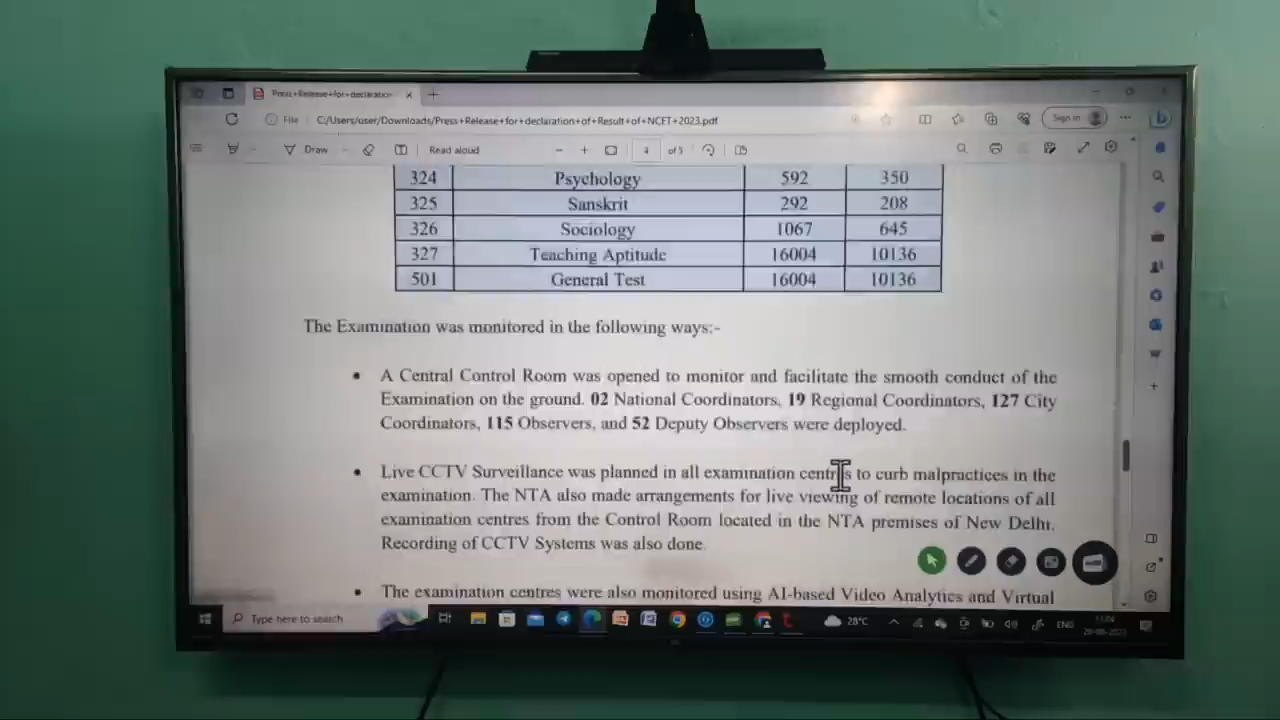 Press+Release+for+declaration
File C:/Users/user/Downloads/Press+Release+for+declaration+of+Result+of+NCET+2023.pdf Sign in
Draw Read aloud 4 of 5
324 Psychology 592 350
325 Sanskrit 292 208
326 Sociology 1067 645
327 Teaching Aptitude 16004 10136
501 General Test 16004 10136
The Examination was monitored in the following ways:-
• A Central Control Room was opened to monitor and facilitate the smooth conduct of the
Examination on the ground. 02 National Coordinators, 19 Regional Coordinators, 127 City
Coordinators, 115 Observers, and 52 Deputy Observers were deployed.
• Live CCTV Surveillance was planned in all examination centres to curb malpractices in the
examination. The NTA also made arrangements for live viewing of remote locations of all
examination centres from the Control Room located in the NTA premises of New Delhi.
Recording of CCTV Systems was also done.
• The examination centres were also monitored using AI-based Video Analytics and Virtual
Type here to search 28°C ENG